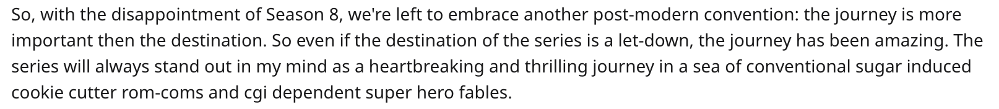 So, with the disappointment of Season 8, we're left to embrace another post-modern convention: the journey is more
important then the destination. So even if the destination of the series is a let-down, the journey has been amazing. The
series will always stand out in my mind as a heartbreaking and thrilling journey in a sea of conventional sugar induced
cookie cutter rom-coms and cgi dependent super hero fables.